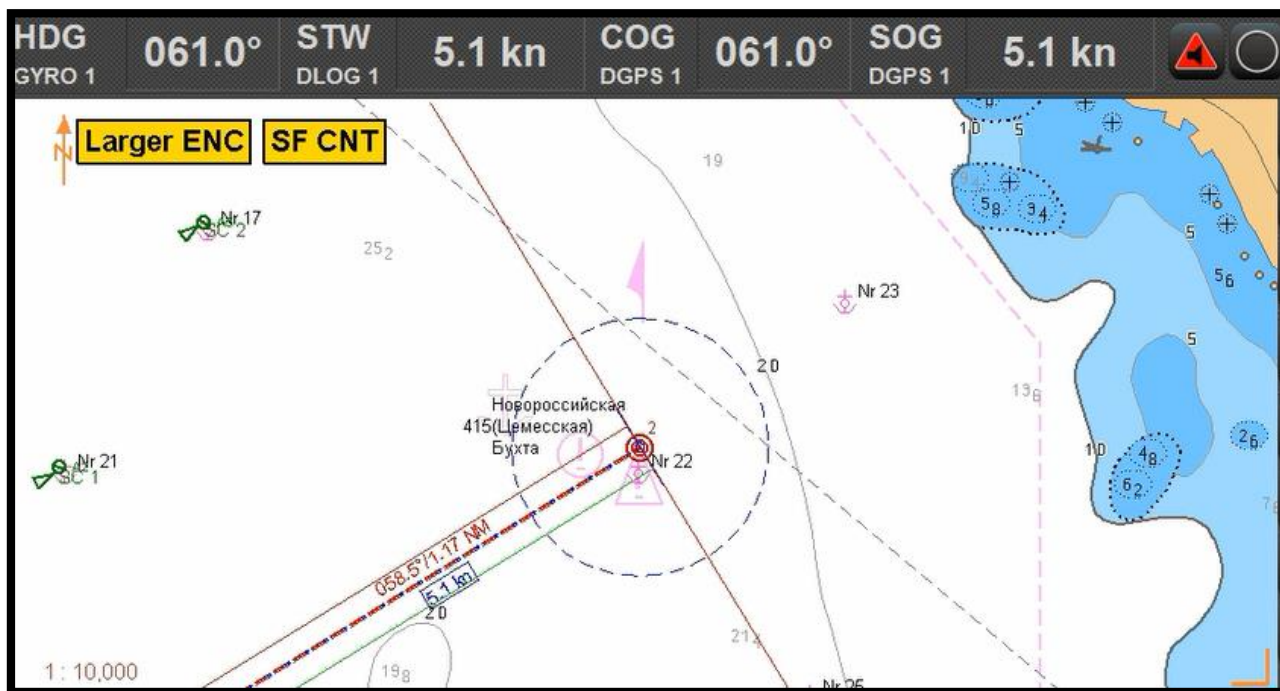 HDG 061.0° STW 5.1 kn COG 061.0° SOG 5.1 kn
GYRO 1 DLOG 1 DGPS 1 DGPS 1
Larger ENC SF CNT
N
10 5
19
5₈ 3₄
Nr 17
SC 2
25₂
5
5₆
Nr 23
5
20
13₆
Новороссийская
415(Цемесская)
Бухта
2
Nr 22
10
4₈
2₆
6₂
Nr 21
SC 1
058.5°/1.17 NM
5.1 kn
20
21₄
19₈
1 : 10,000